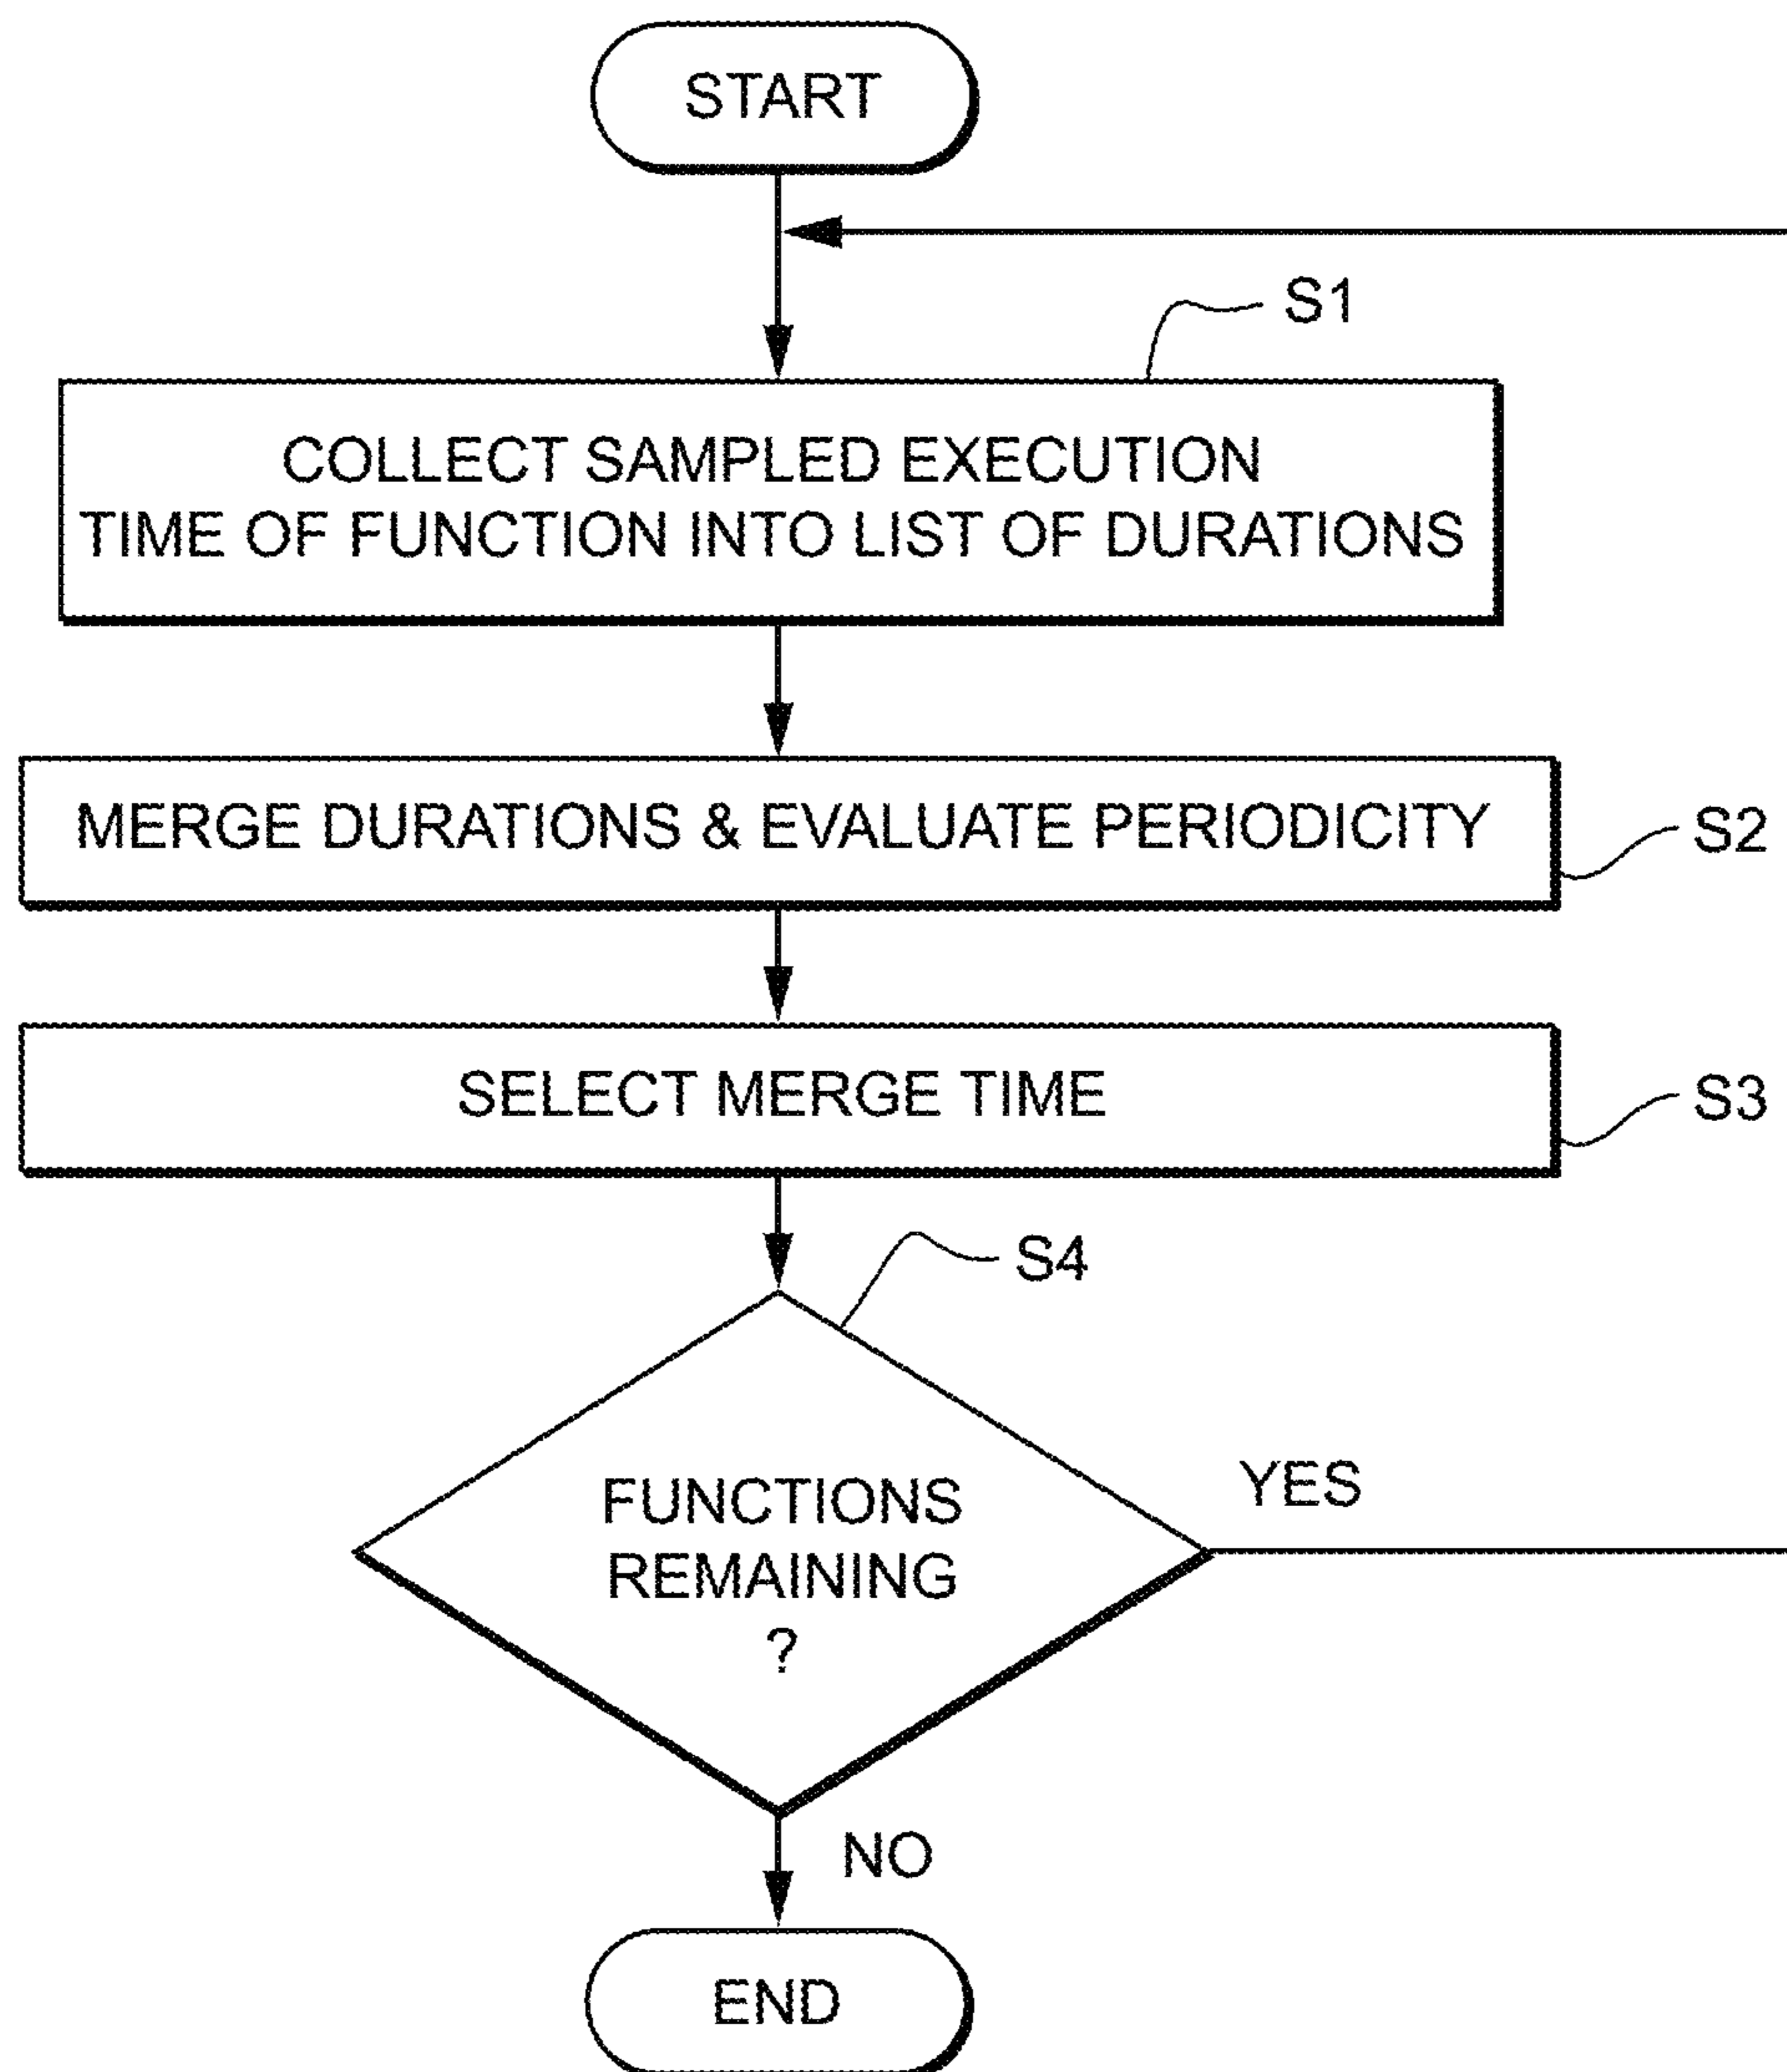 START
S1
COLLECT SAMPLED EXECUTION
TIME OF FUNCTION INTO LIST OF DURATIONS
MERGE DURATIONS & EVALUATE PERIODICITY
S2
SELECT MERGE TIME
S3
S4
FUNCTIONS
REMAINING
?
YES
NO
END